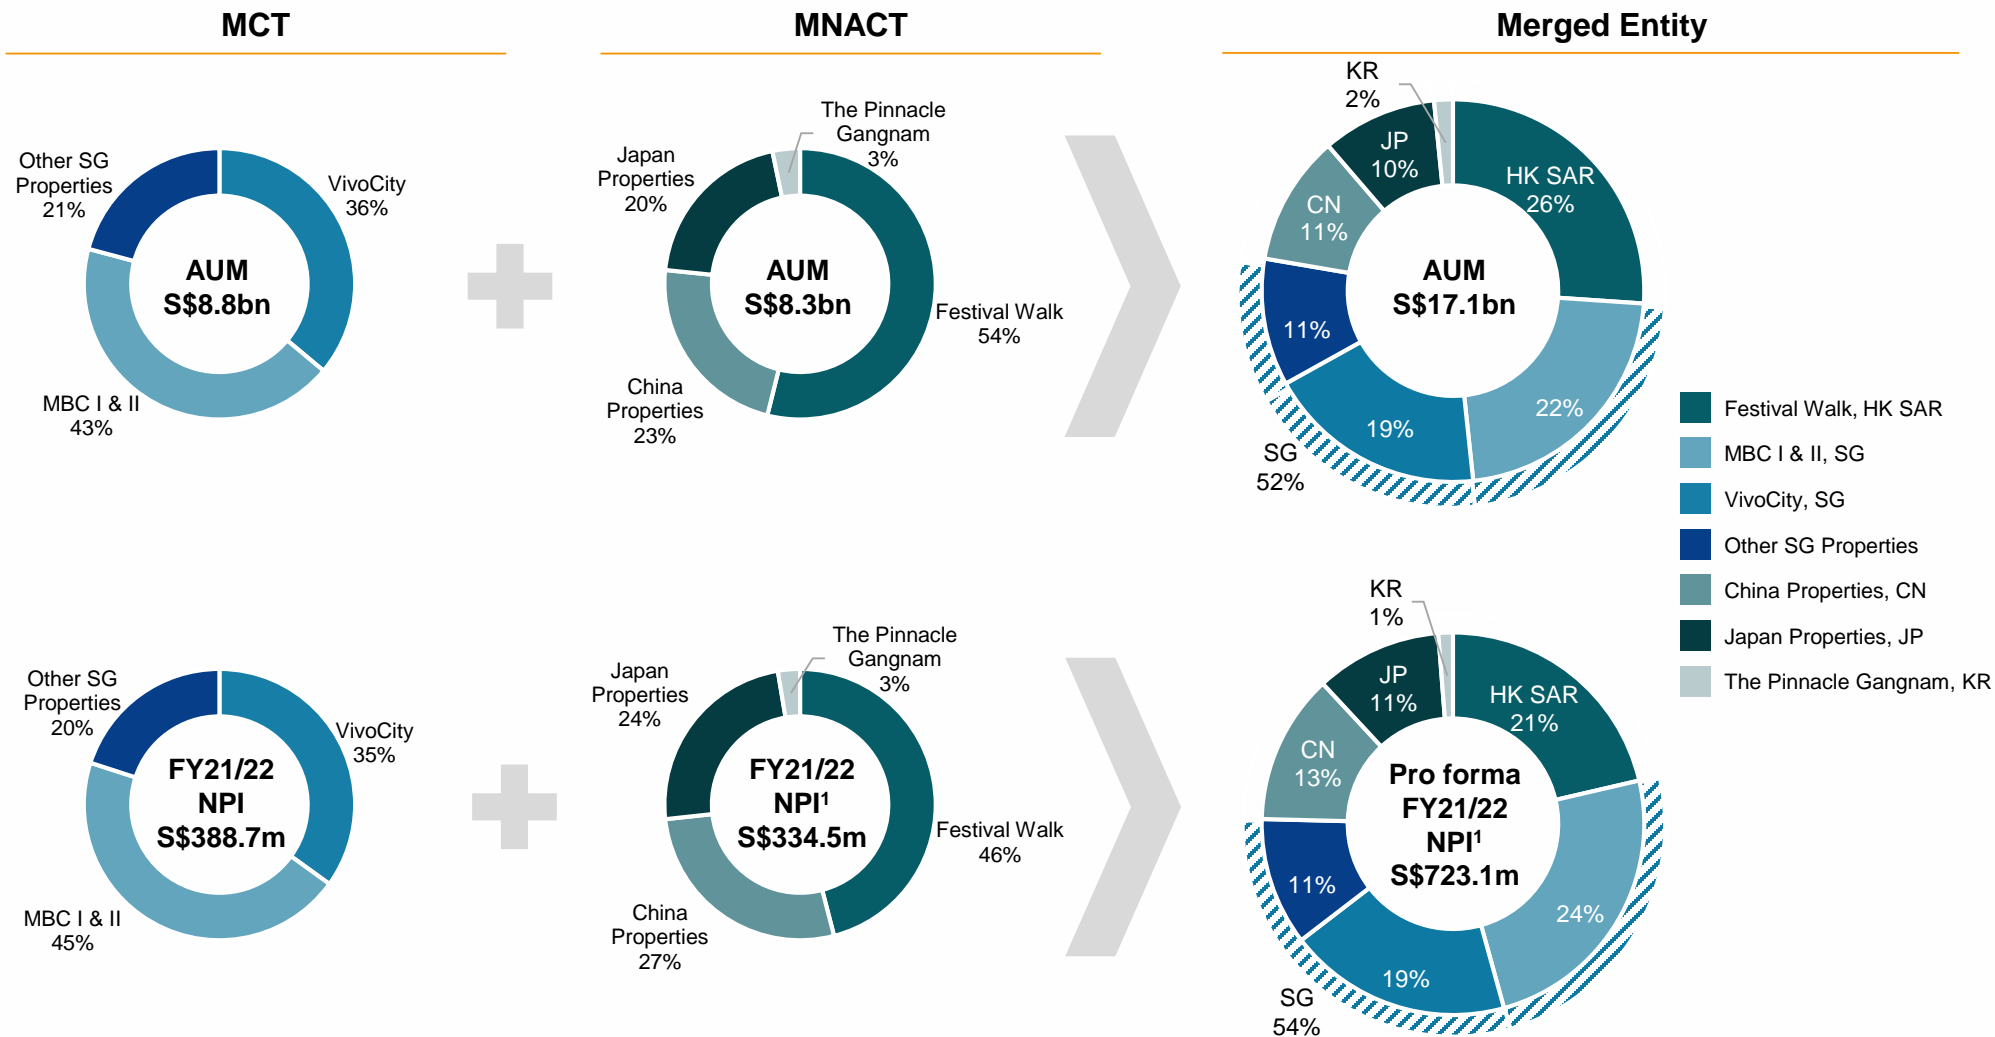 MCT
MNACT
Merged Entity
Other SG
Properties
21%
VivoCity
36%
MBC I & II
43%
AUM
S$8.8bn
The Pinnacle
Gangnam
3%
Japan
Properties
20%
Festival Walk
54%
China
Properties
23%
AUM
S$8.3bn
KR
2%
JP
10%
HK SAR
26%
CN
11%
11%
19%
22%
SG
52%
AUM
S$17.1bn
Festival Walk, HK SAR
MBC I & II, SG
VivoCity, SG
Other SG Properties
China Properties, CN
Japan Properties, JP
The Pinnacle Gangnam, KR
Other SG
Properties
20%
VivoCity
35%
MBC I & II
45%
FY21/22
NPI
S$388.7m
The Pinnacle
Gangnam
3%
Japan
Properties
24%
Festival Walk
46%
China
Properties
27%
FY21/22
NPI¹
S$334.5m
KR
1%
JP
11%
HK SAR
21%
CN
13%
11%
19%
24%
SG
54%
Pro forma
FY21/22
NPI¹
S$723.1m